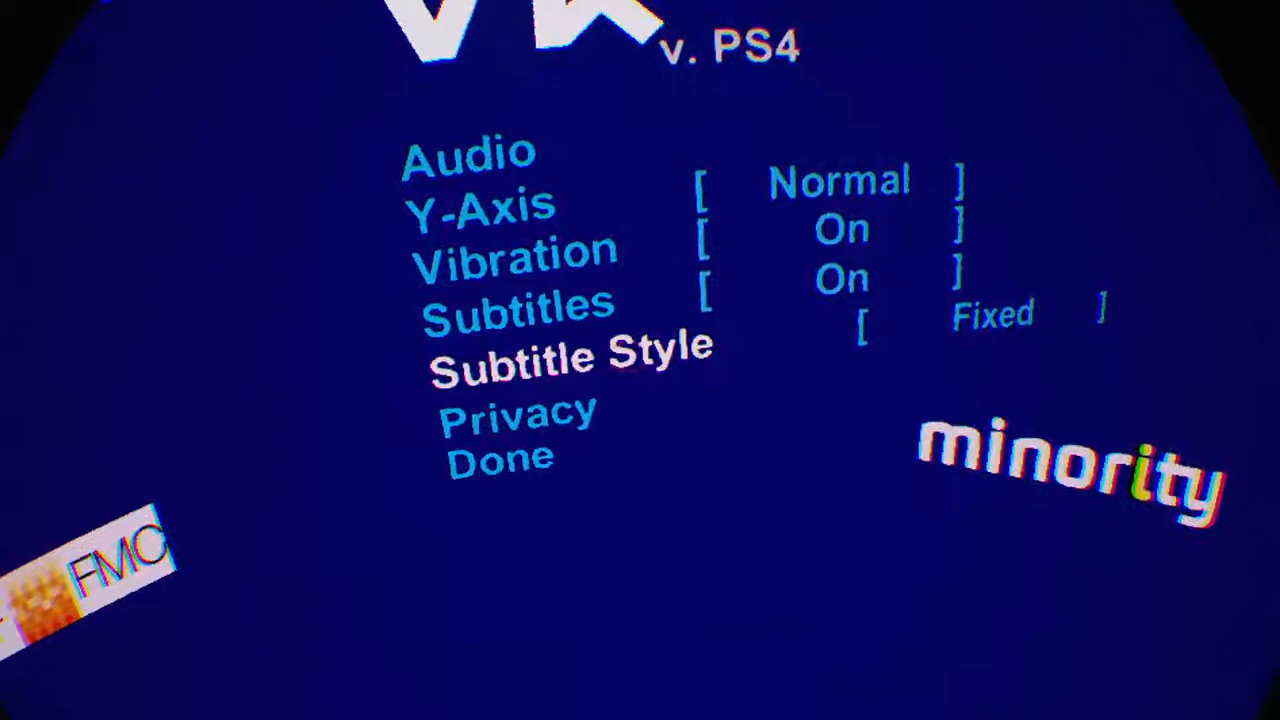 v. PS4
Audio
Y-Axis [ Normal ]
Vibration [ On ]
Subtitles [ On ]
Subtitle Style [ Fixed ]
Privacy
Done
minority
FMC